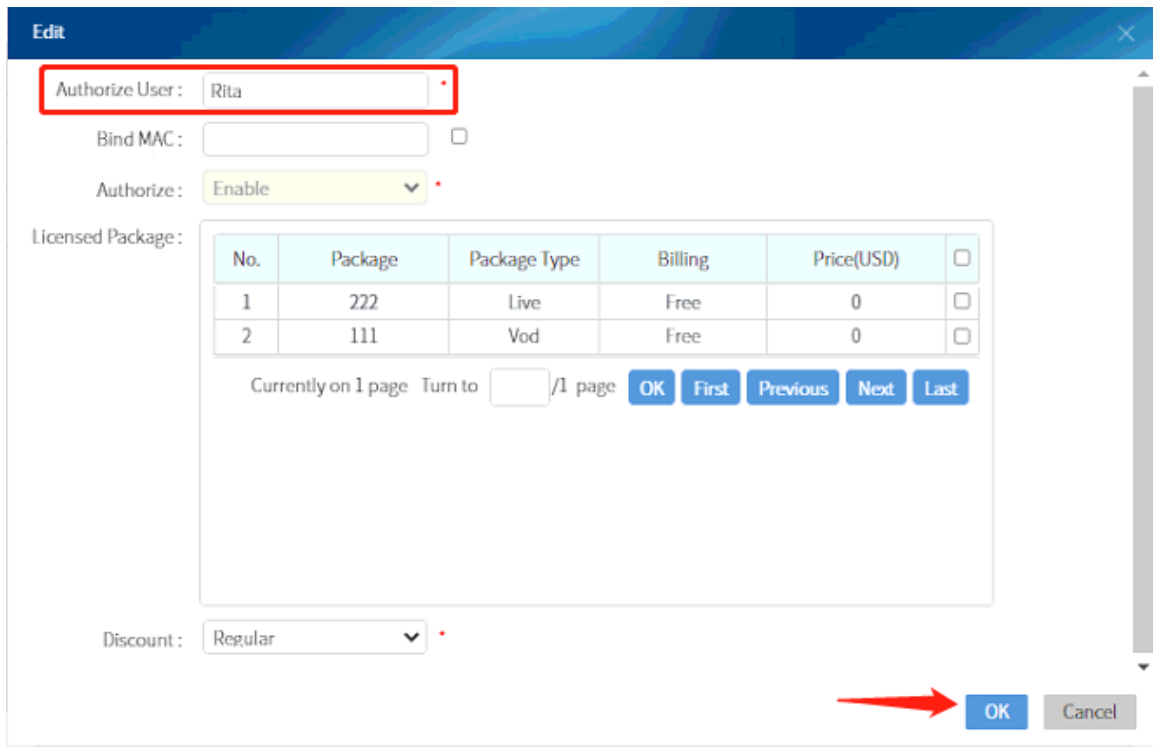 Edit
Authorize User : Rita *
Bind MAC :
Authorize : Enable *
Licensed Package :
No. Package Package Type Billing Price(USD)
1 222 Live Free 0
2 111 Vod Free 0
Currently on 1 page Turn to /1 page OK First Previous Next Last
Discount : Regular *
OK Cancel